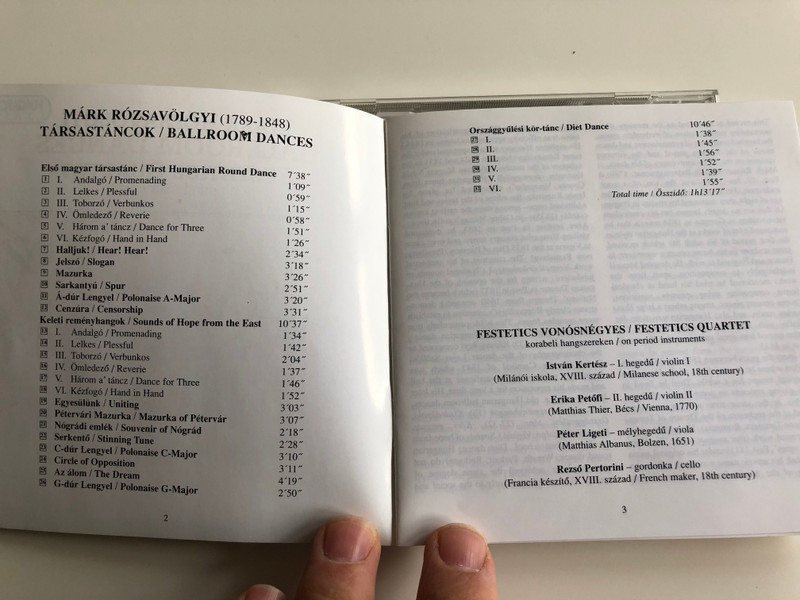 MÁRK RÓZSAVÖLGYI (1789-1848)
TÁRSASTÁNCOK / BALLROOM DANCES
Első magyar társastánc / First Hungarian Round Dance 7´38˝
1 I. Andalgó / Promenading 1´09˝
2 II. Lelkes / Plessful 0´59˝
3 III. Toborzó / Verbunkos 1´15˝
4 IV. Ömledező / Reverie 0´58˝
5 V. Három a' táncz / Dance for Three 1´51˝
6 VI. Kézfogó / Hand in Hand 1´26˝
7 Halljuk! / Hear! Hear! 2´34˝
8 Jelszó / Slogan 3´18˝
9 Mazurka 3´26˝
10 Sarkantyú / Spur 2´51˝
11 Á-dúr Lengyel / Polonaise A-Major 3´20˝
12 Cenzúra / Censorship 3´31˝
Keleti reményhangok / Sounds of Hope from the East 10´37˝
13 I. Andalgó / Promenading 1´34˝
14 II. Lelkes / Plessful 1´42˝
15 III. Toborzó / Verbunkos 2´04˝
16 IV. Ömledező / Reverie 1´37˝
17 V. Három a' táncz / Dance for Three 1´46˝
18 VI. Kézfogó / Hand in Hand 1´52˝
19 Egyesülünk / Uniting 3´03˝
20 Pétervári Mazurka / Mazurka of Pétervár 3´07˝
21 Nógrádi emlék / Souvenir of Nógrád 2´18˝
22 Serkentő / Stinning Tune 2´28˝
23 C-dúr Lengyel / Polonaise C-Major 3´10˝
24 Circle of Opposition 3´11˝
25 Az álom / The Dream 4´19˝
26 G-dúr Lengyel / Polonaise G-Major 2´50˝
2
Országgyűlési kör-tánc / Diet Dance 10´46˝
27 I. 1´38˝
28 II. 1´45˝
29 III. 1´56˝
30 IV. 1´52˝
31 V. 1´39˝
32 VI. 1´55˝
Total time / Összidő: 1h13´17˝
FESTETICS VONÓSNÉGYES / FESTETICS QUARTET
korabeli hangszereken / on period instruments
István Kertész – I. hegedű / violin I
(Milánói iskola, XVIII. század / Milanese school, 18th century)
Erika Petőfi – II. hegedű / violin II
(Matthias Thier, Bécs / Vienna, 1770)
Péter Ligeti – mélyhegedű / viola
(Matthias Albanus, Bolzen, 1651)
Rezső Pertorini – gordonka / cello
(Francia készítő, XVIII. század / French maker, 18th century)
3